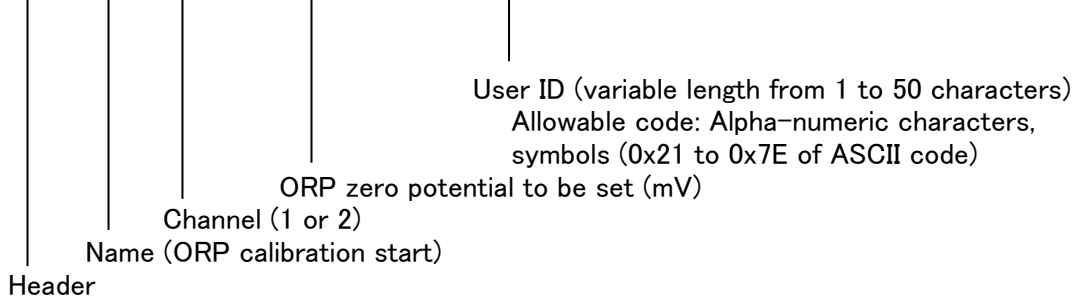 User ID (variable length from 1 to 50 characters)
Allowable code: Alpha-numeric characters,
symbols (0x21 to 0x7E of ASCII code)
ORP zero potential to be set (mV)
Channel (1 or 2)
Name (ORP calibration start)
Header